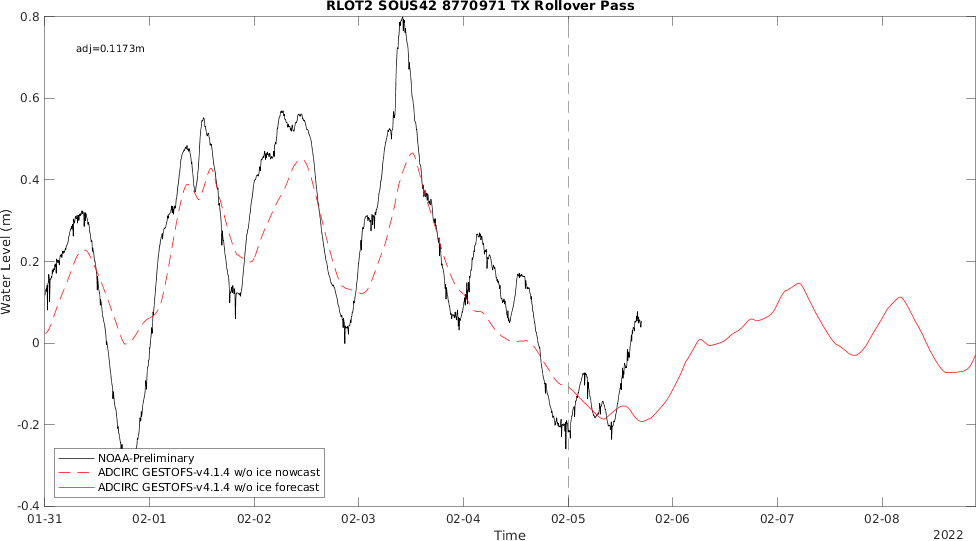 RLOT2 SOUS42 8770971 TX Rollover Pass
adj=0.1173m
0.8
0.6
0.4
0.2
0
-0.2
-0.4
Water Level (m)
NOAA-Preliminary
ADCIRC GESTOFS-v4.1.4 w/o ice nowcast
ADCIRC GESTOFS-v4.1.4 w/o ice forecast
01-31 02-01 02-02 02-03 02-04 02-05 02-06 02-07 02-08
Time
2022